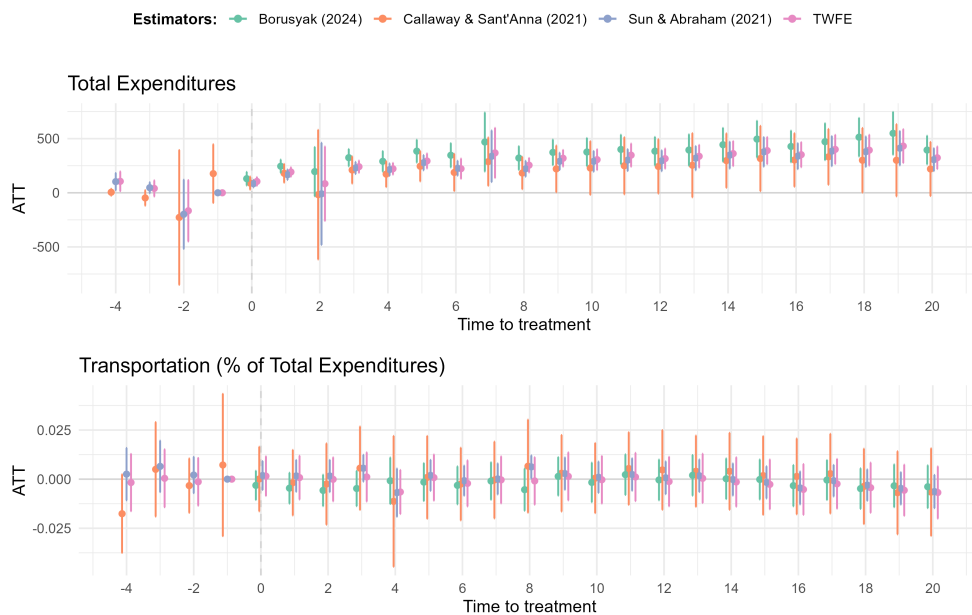 Estimators: Borusyak (2024) Callaway & Sant'Anna (2021) Sun & Abraham (2021) TWFE
Total Expenditures
500
0
-500
ATT
-4 -2 0 2 4 6 8 10 12 14 16 18 20
Time to treatment
Transportation (% of Total Expenditures)
0.025
0.000
-0.025
ATT
-4 -2 0 2 4 6 8 10 12 14 16 18 20
Time to treatment